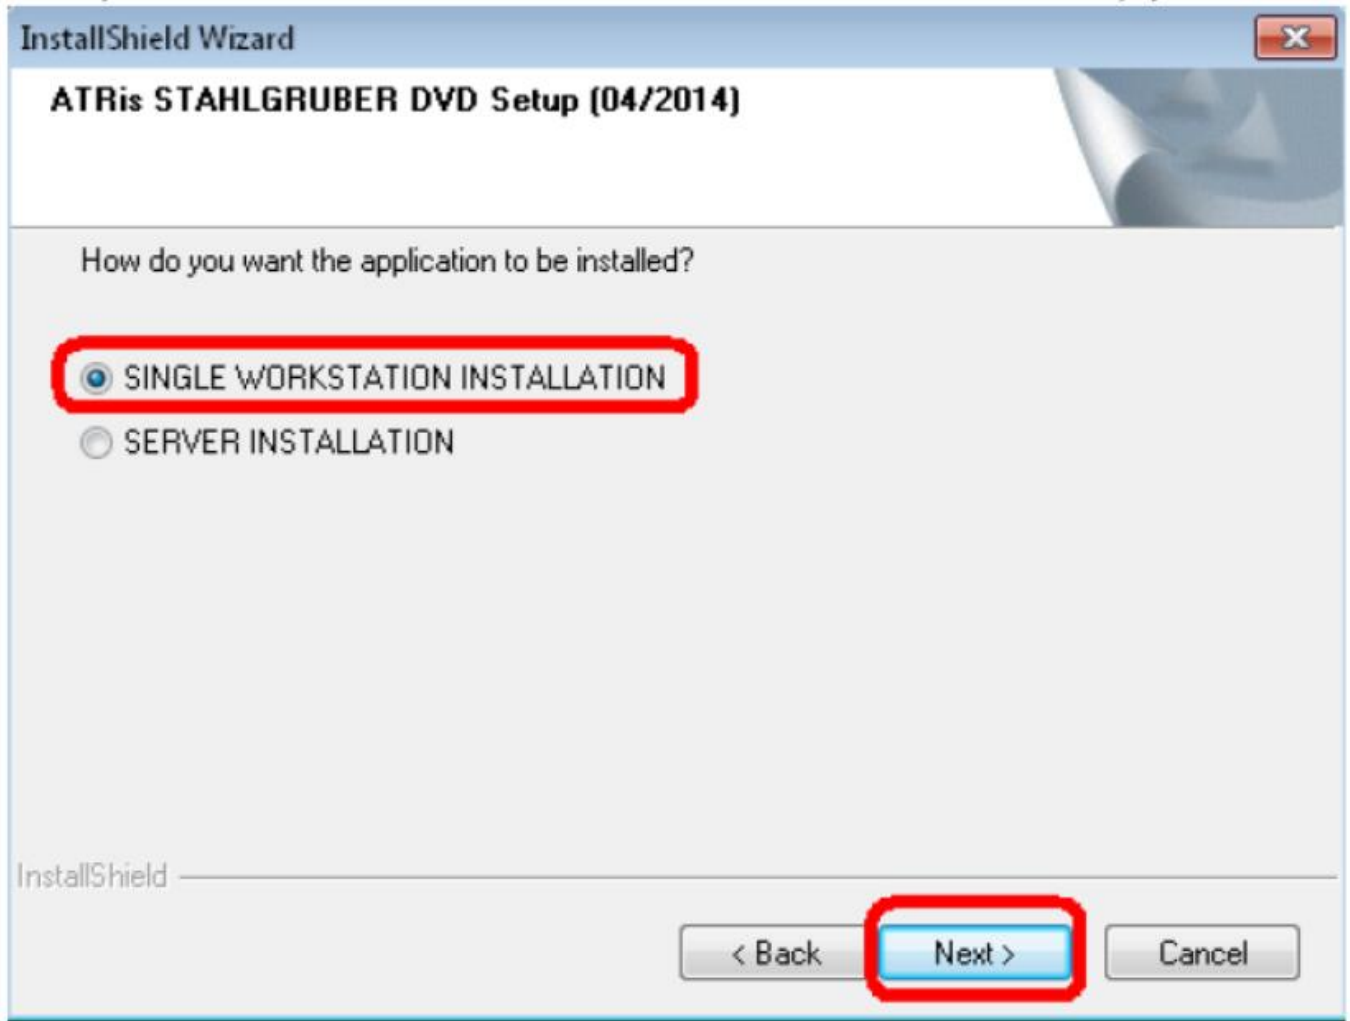 InstallShield Wizard
ATRis STAHLGRUBER DVD Setup (04/2014)
How do you want the application to be installed?
SINGLE WORKSTATION INSTALLATION
SERVER INSTALLATION
InstallShield
< Back
Next >
Cancel